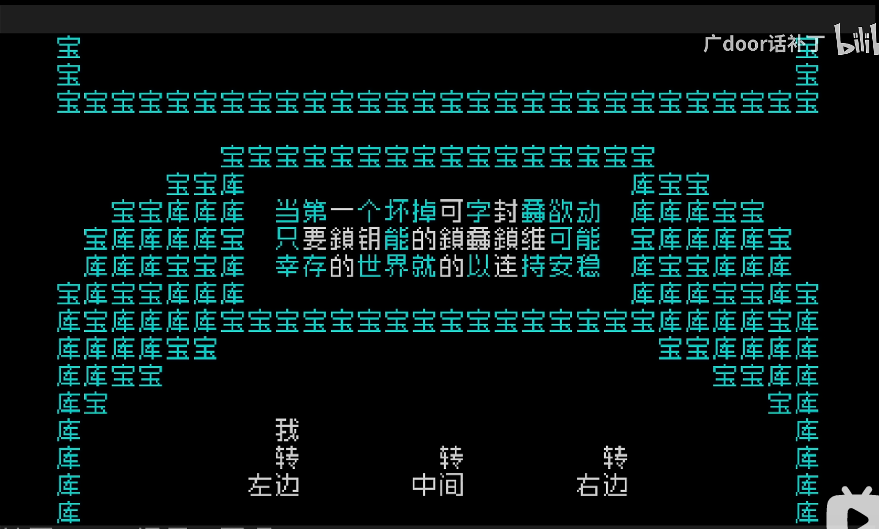 宝 广door话补丁 宝 bilib
宝 宝
宝宝宝宝宝宝宝宝宝宝宝宝宝宝宝宝宝宝宝宝宝宝宝宝宝宝宝宝
宝宝宝宝宝宝宝宝宝宝宝宝宝宝宝宝
宝宝库 库宝宝
宝宝库库库 当第一个坏掉可字封欲动 库库库宝宝
宝库库库库宝 只要鎖钥能的鎖鎖维可能 库宝宝库库库
库库库宝宝库 幸存的世界就的以连持安稳 库宝宝库库库
宝库宝宝库库库 库库库宝宝库宝
库宝库库库库宝宝宝宝宝宝宝宝宝宝宝宝宝宝宝宝库库库库宝库
库库库库宝宝 宝宝库库库库
库库宝宝 宝宝库库
库宝 宝库
库 我 库
库 转 转 转 库
库 左边 中间 右边 库
库 库